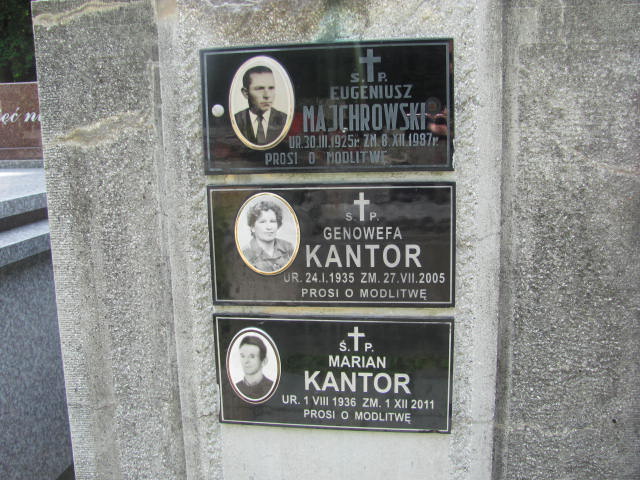 Ś.P.
EUGENIUSZ
MAJCHROWSKI
UR.30.III.1925r. ZM.8 XII.1987r.
PROSI O MODLITWĘ
Ś.P.
GENOWEFA
KANTOR
UR. 24.I.1935 ZM. 27.VII.2005
PROSI O MODLITWĘ
Ś.P.
MARIAN
KANTOR
UR. 1 VIII 1936 ZM. 1 XII 2011
PROSI O MODLITWĘ